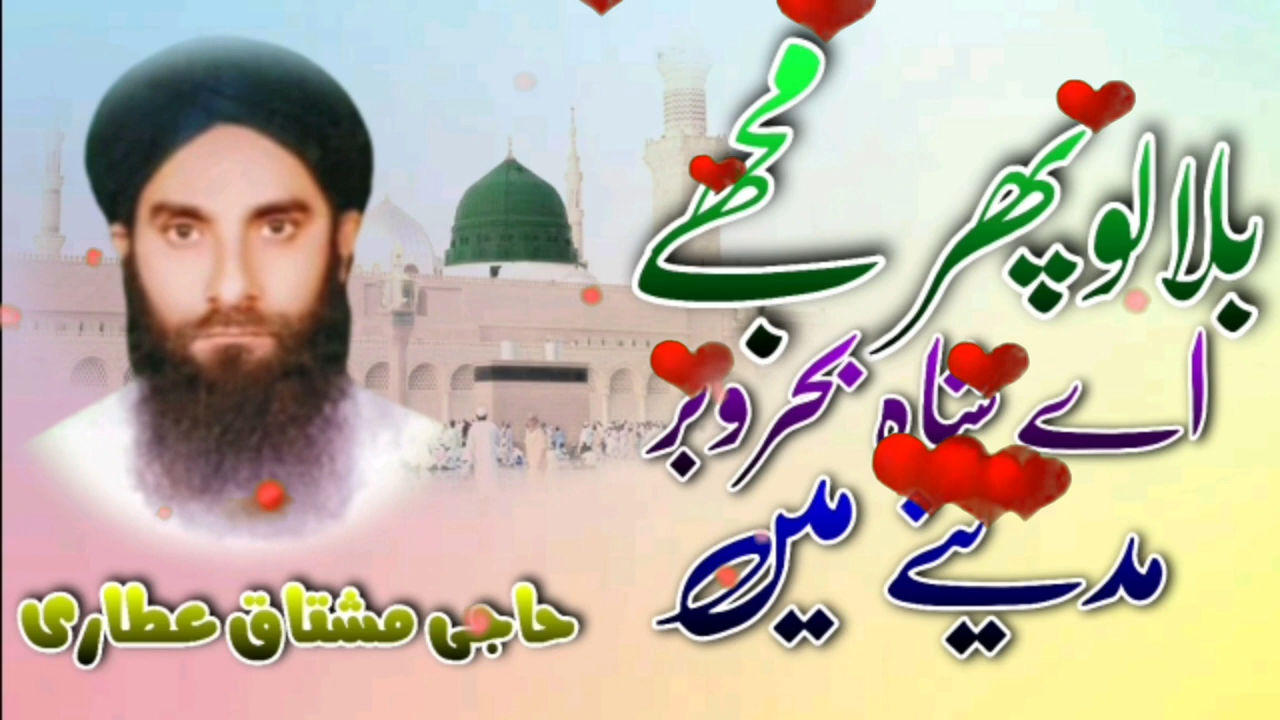 بلا لو پھر مجھے
اے شاہ بحر و بر
مدینے میں
حاجی مشتاق عطاری